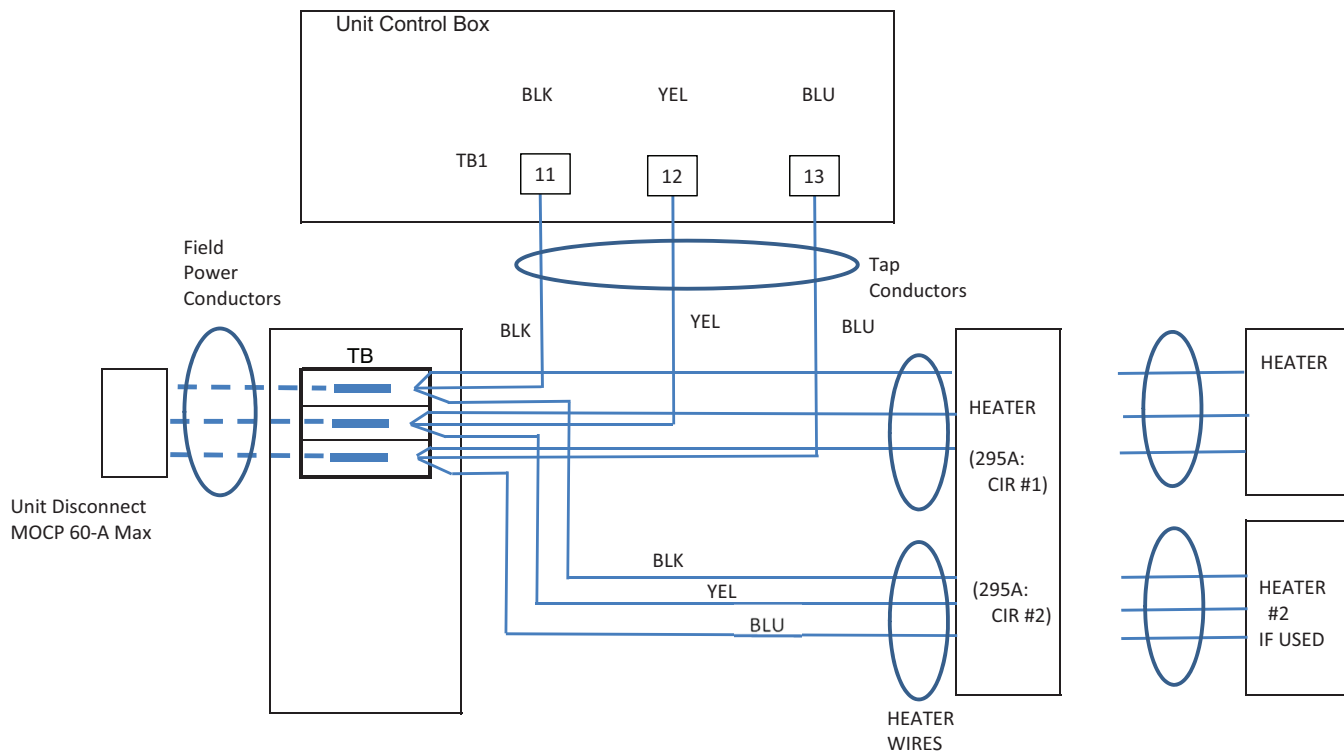 Unit Control Box
BLK YEL BLU
TB1 11 12 13
Field
Power
Conductors
Tap
Conductors
BLK
YEL
BLU
TB
Unit Disconnect
MOCP 60-A Max
HEATER
(295A:
CIR #1)
(295A:
CIR #2)
BLK
YEL
BLU
HEATER
WIRES
HEATER
HEATER
#2
IF USED